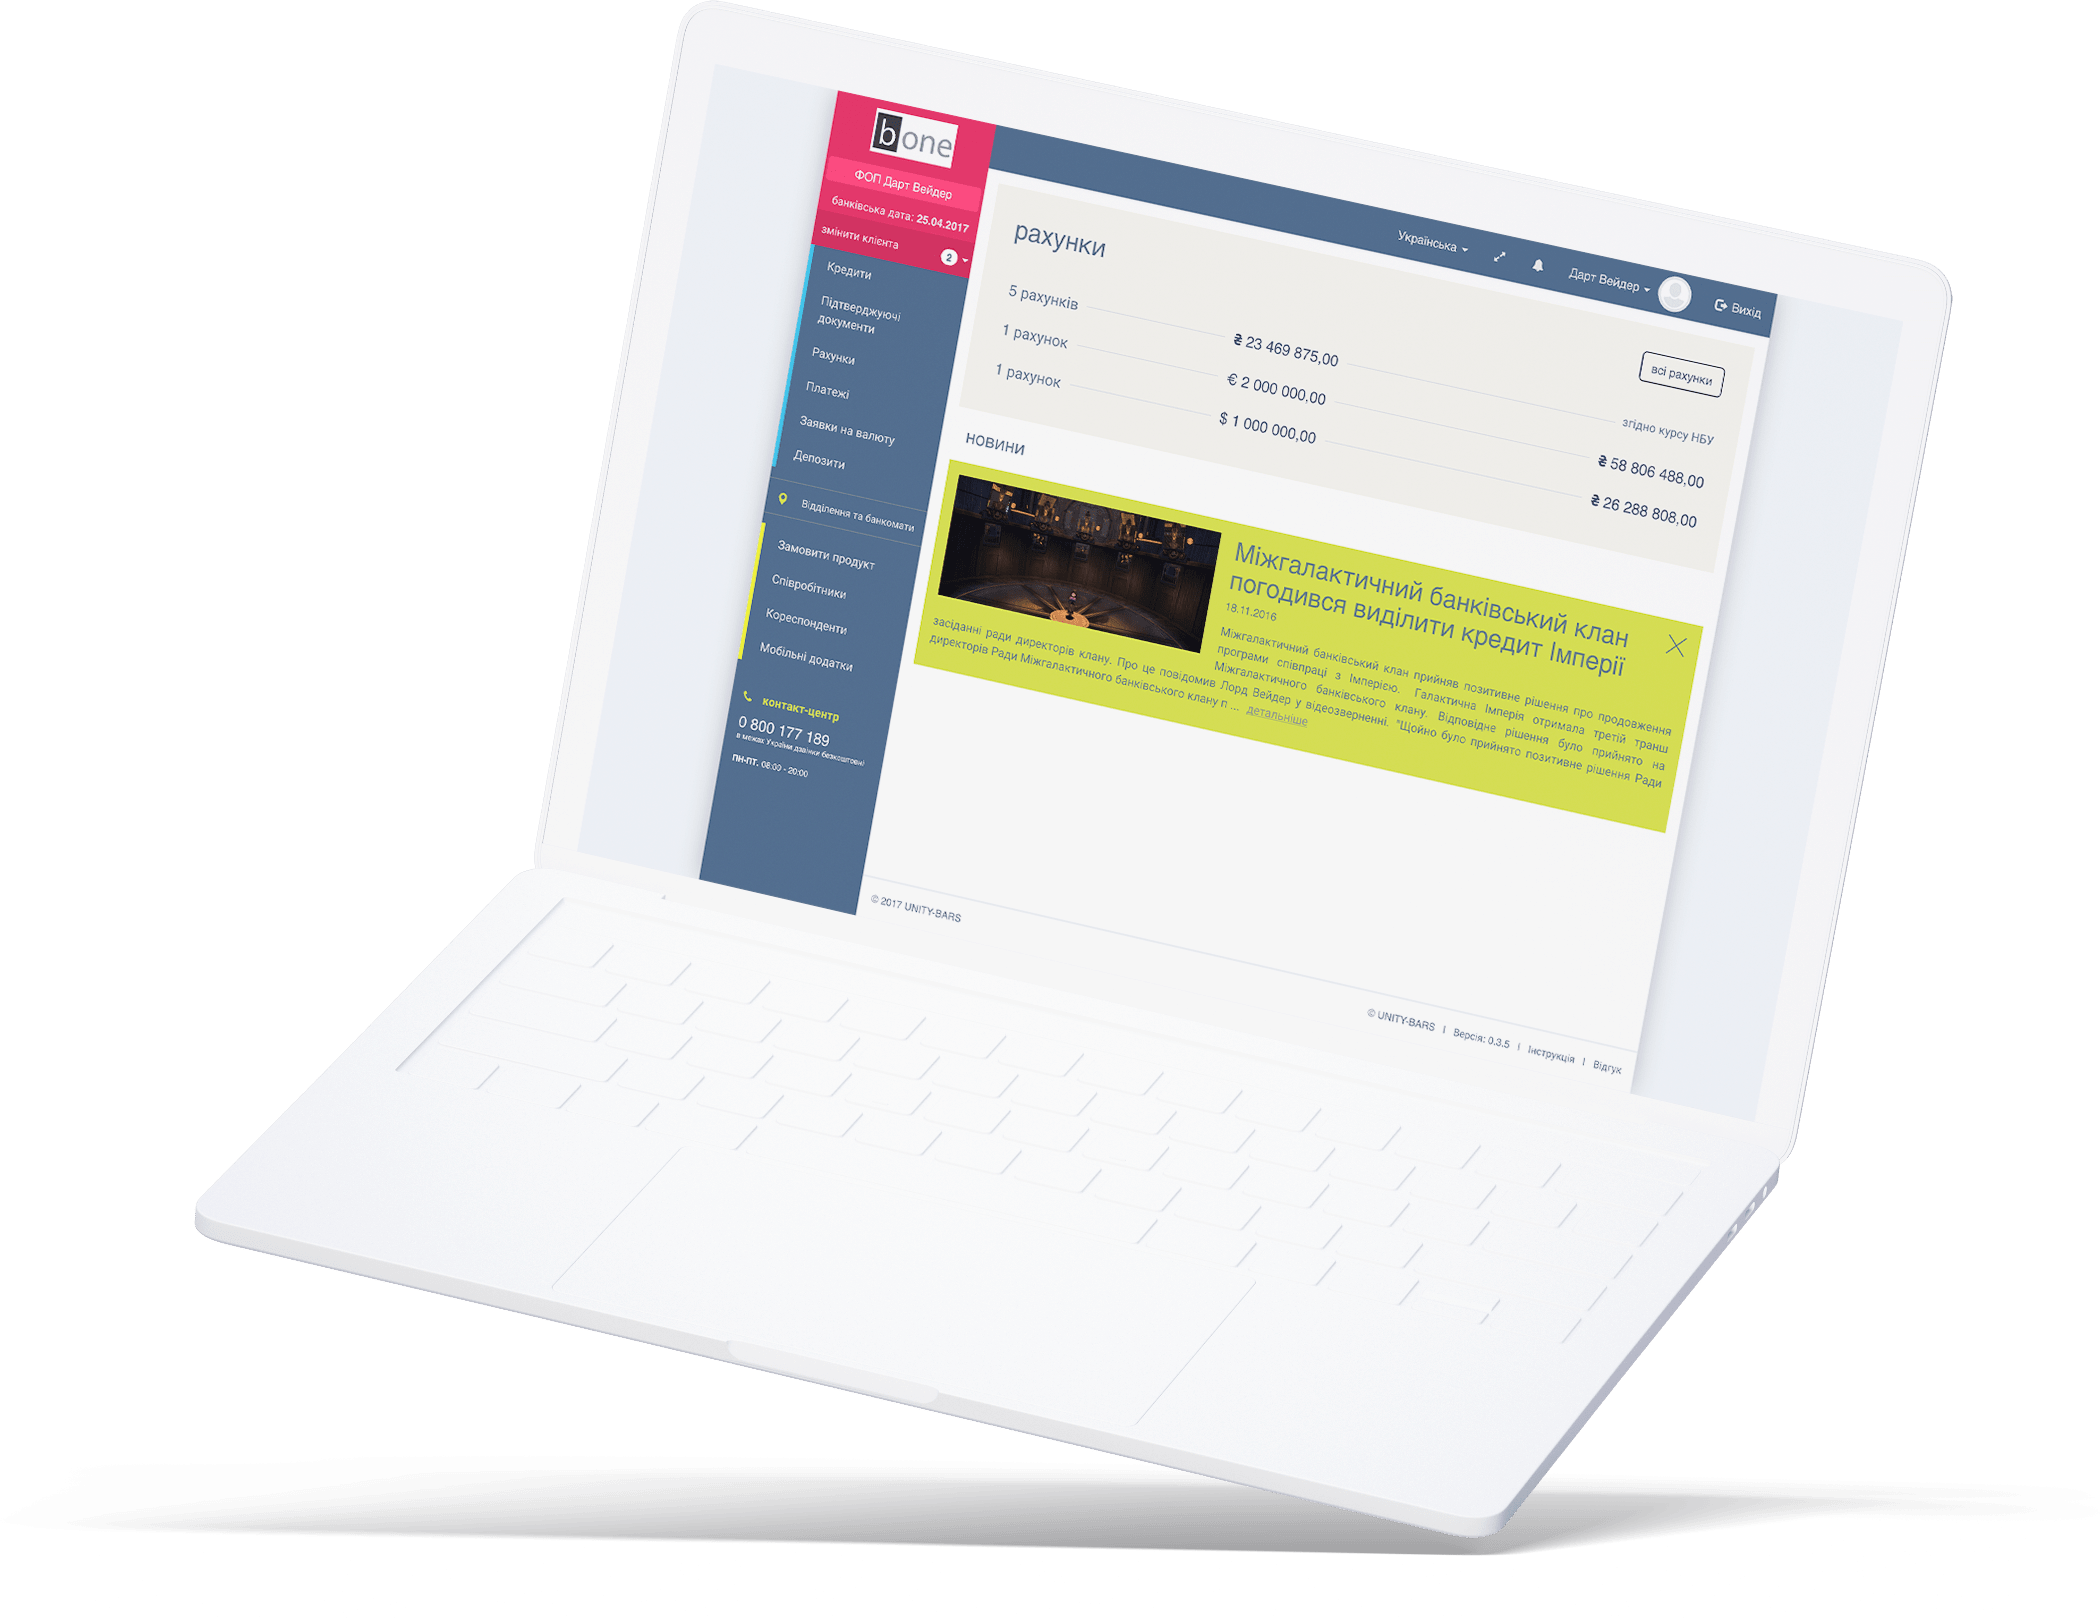 bone
ФОП Дарт Вейдер
банківська дата: 25.04.2017
змінити клієнта 2
Кредити
Підтверджуючі
документи
Рахунки
Платежі
Заявки на валюту
Депозити
Відділення та банкомати
Замовити продукт
Співробітники
Кореспонденти
Мобільні додатки
контакт-центр
0 800 177 189
в межах України дзвінки безкоштовні
пн-пт. 08:00 - 20:00
Українська
Дарт Вейдер
Вихід
рахунки
всі рахунки
5 рахунків ₴ 23 469 875,00 згідно курсу НБУ
1 рахунок € 2 000 000,00 ₴ 58 806 488,00
1 рахунок $ 1 000 000,00 ₴ 26 288 808,00
новини
Міжгалактичний банківський клан
погодився виділити кредит Імперії
18.11.2016
Міжгалактичний банківський клан прийняв позитивне рішення про продовження
програми співпраці з Імперією. Галактична Імперія отримала третій транш
Міжгалактичного банківського клану. Відповідне рішення було прийнято на
засіданні ради директорів клану. Про це повідомив Лорд Вейдер у відеозверненні. "Щойно було прийнято позитивне рішення Ради
директорів Ради Міжгалактичного банківського клану п ... детальніше
© 2017 UNITY-BARS
© UNITY-BARS | Версія: 0.3.5 | Інструкція | Відгук